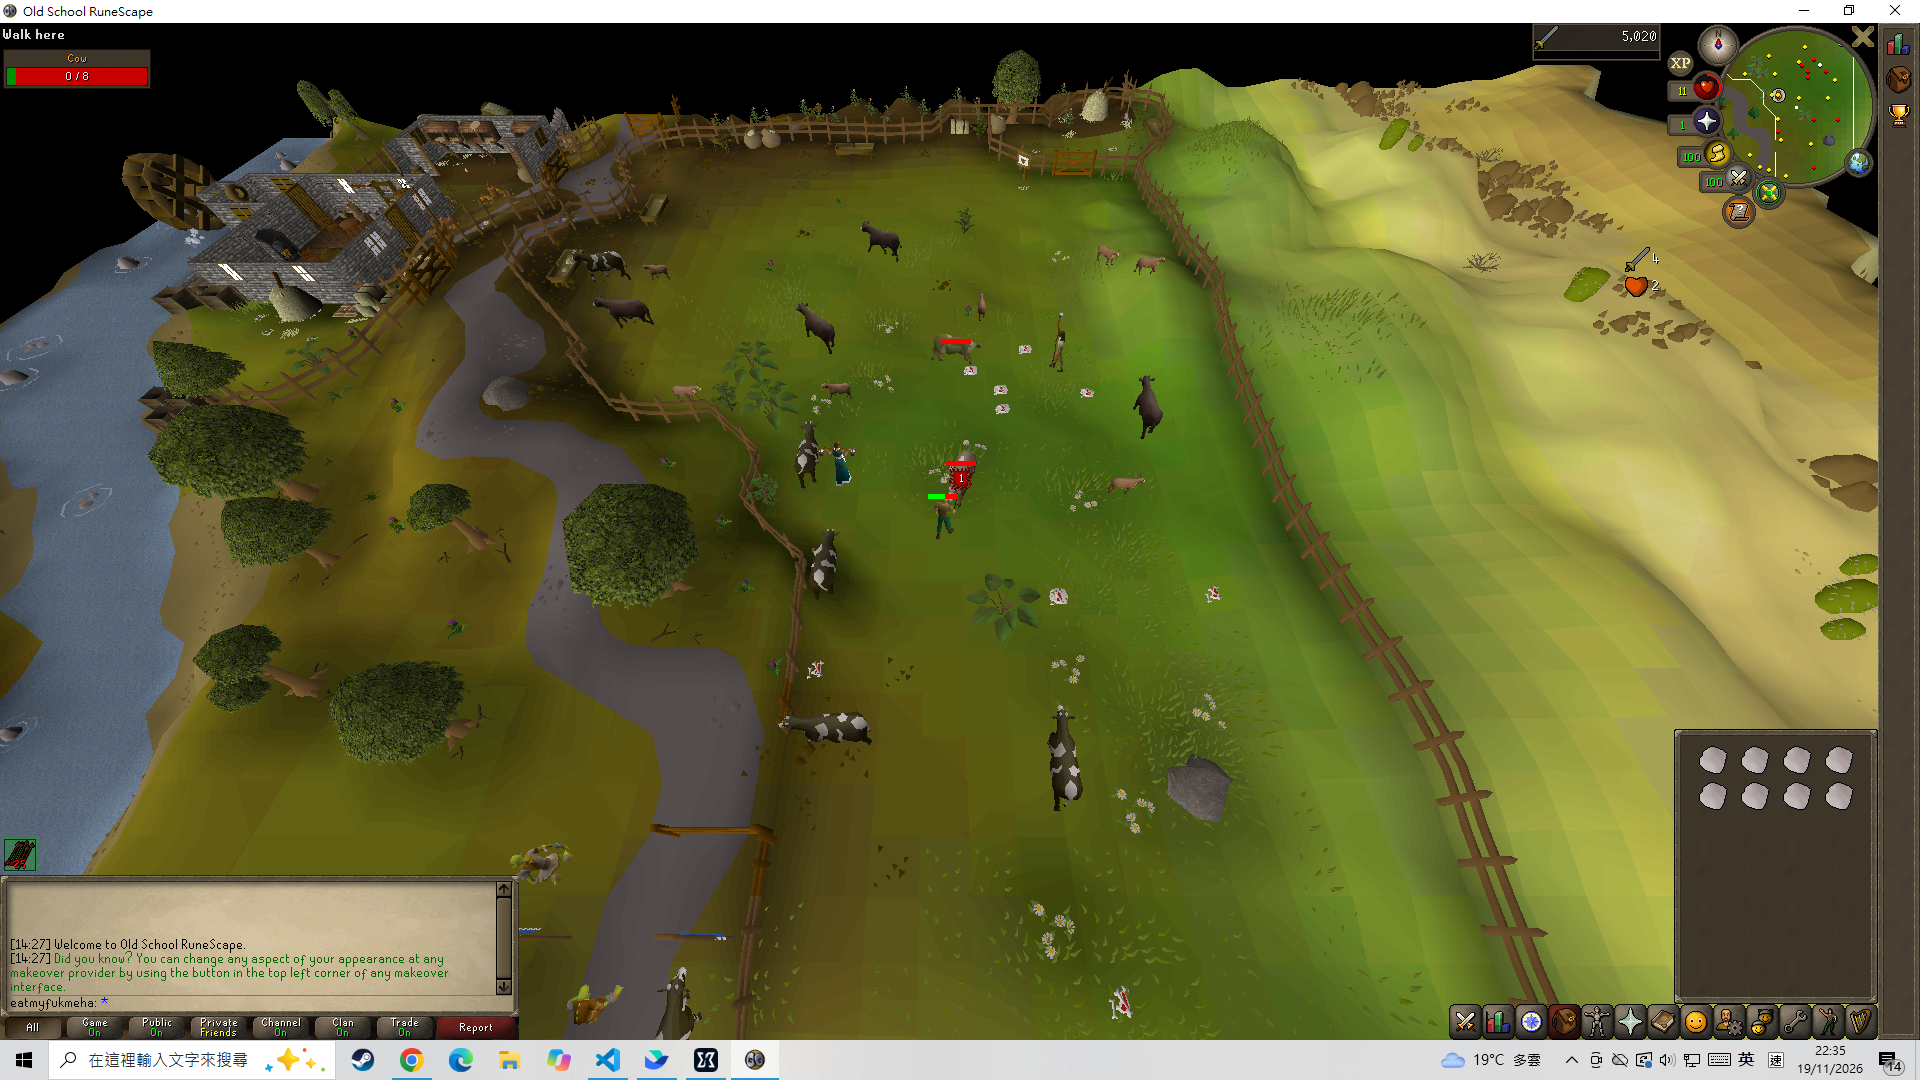 Old School RuneScape
Walk here
Cow
0 / 8
5,020
XP
N
11
1
100
100
4
2
1
25
[14:27] Welcome to Old School RuneScape.
[14:27] Did you know? You can change any aspect of your appearance at any
makeover provider by using the button in the top left corner of any makeover
interface.
eatmyfukmeha: *
All
Game
On
Public
On
Private
Friends
Channel
On
Clan
On
Trade
On
Report
在這裡輸入文字來搜尋
19°C 多雲
英
速
22:35
19/11/2026
14